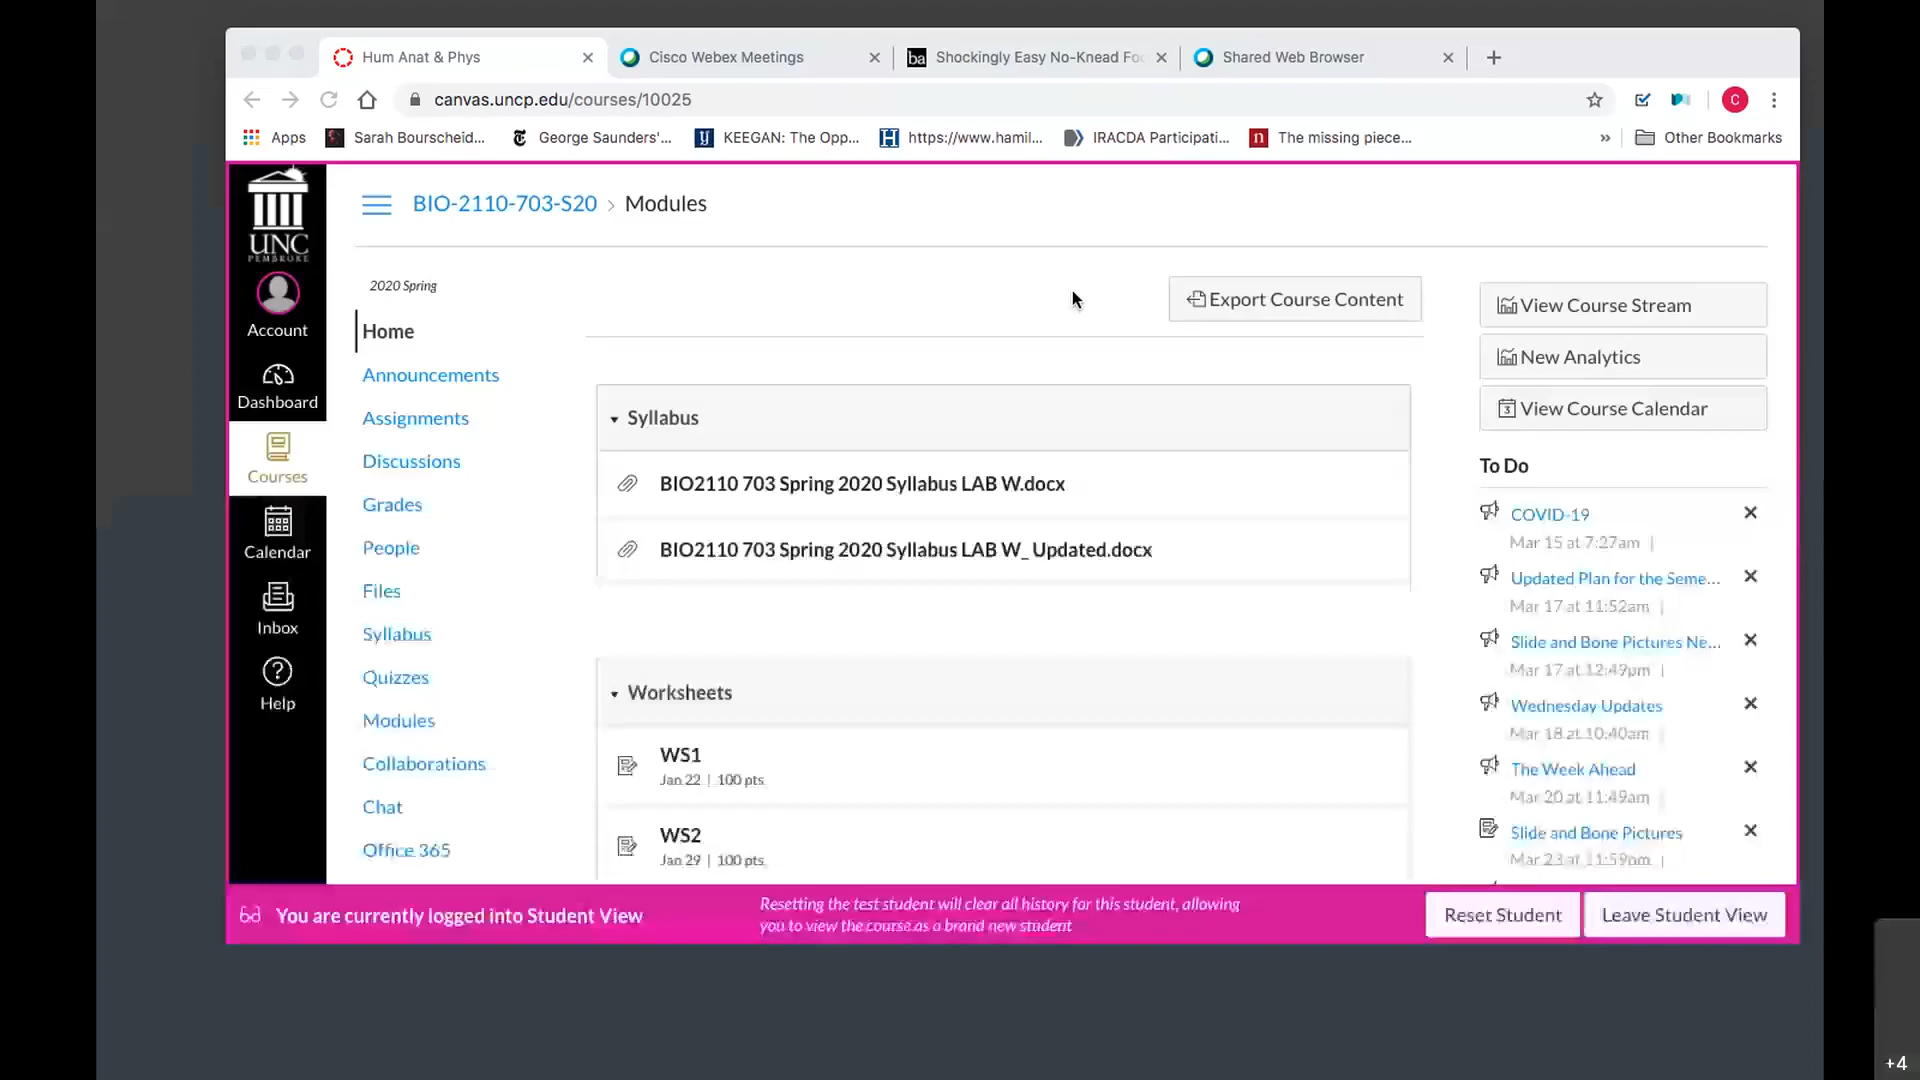 Hum Anat & Phys
Cisco Webex Meetings
ba
Shockingly Easy No-Knead Foc
Shared Web Browser
canvas.uncp.edu/courses/10025
C
Apps
Sarah Bourscheid...
George Saunders'...
KEEGAN: The Opp...
https://www.hamil...
IRACDA Participati...
The missing piece...
»
Other Bookmarks
UNC
PEMBROKE
Account
Dashboard
Courses
Calendar
Inbox
Help
BIO-2110-703-S20 > Modules
2020 Spring
Home
Announcements
Assignments
Discussions
Grades
People
Files
Syllabus
Quizzes
Modules
Collaborations
Chat
Office 365
Export Course Content
Syllabus
BIO2110 703 Spring 2020 Syllabus LAB W.docx
BIO2110 703 Spring 2020 Syllabus LAB W_ Updated.docx
Worksheets
WS1
Jan 22 | 100 pts
WS2
Jan 29 | 100 pts
View Course Stream
New Analytics
View Course Calendar
To Do
COVID-19
Mar 15 at 7:27am |
Updated Plan for the Seme...
Mar 17 at 11:52am |
Slide and Bone Pictures Ne...
Mar 17 at 12:49pm |
Wednesday Updates
Mar 18 at 10:40am |
The Week Ahead
Mar 20 at 11:49am |
Slide and Bone Pictures
Mar 23 at 11:59pm |
You are currently logged into Student View
Resetting the test student will clear all history for this student, allowing
you to view the course as a brand new student
Reset Student
Leave Student View
+4